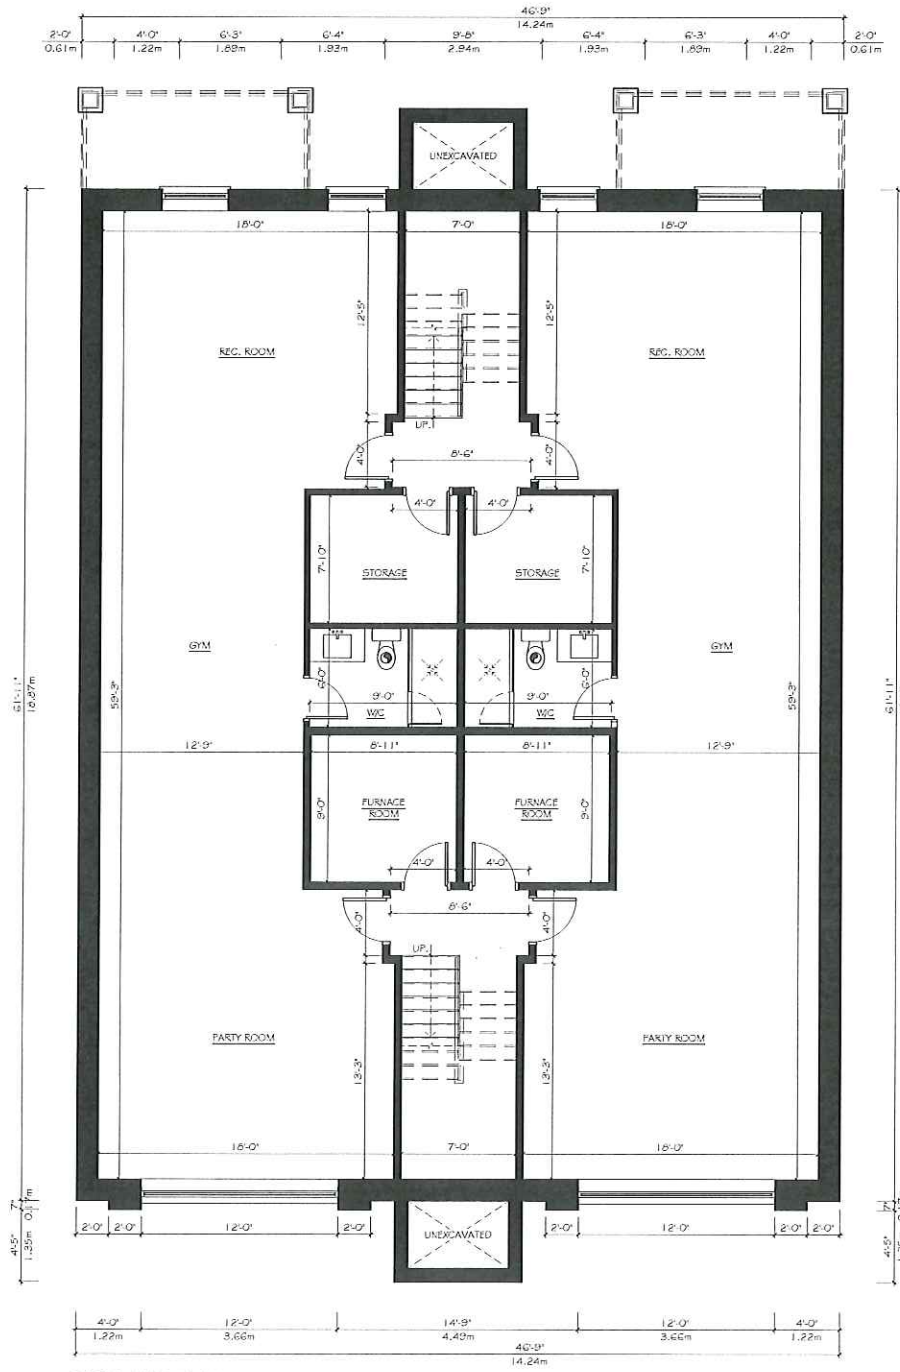 46'-9"
14.24m
2'-0" 4'-0" 6'-3" 6'-4" 9'-8" 6'-4" 6'-3" 4'-0" 2'-0"
0.61m 1.22m 1.89m 1.93m 2.94m 1.93m 1.89m 1.22m 0.61m
UNEXCAVATED
18'-0" 7'-0" 18'-0"
12'-5" 12'-5"
REC. ROOM REC. ROOM
UP.
4'-0" 8'-6" 4'-0"
4'-0" 4'-0"
7'-10" 7'-10"
STORAGE STORAGE
GYM GYM
61'-11" 18.87m 59'-3" 6'-0" 6'-0" 59'-3" 61'-11"
9'-0" 9'-0"
W/C W/C
12'-9" 8'-11" 8'-11" 12'-9"
FURNACE FURNACE
ROOM ROOM
9'-0" 9'-0"
4'-0" 4'-0"
4'-0" 8'-6" 4'-0"
UP.
PARTY ROOM PARTY ROOM
13'-3" 13'-3"
18'-0" 7'-0" 18'-0"
7" 0.17m 7"
2'-0" 2'-0" 12'-0" 2'-0" UNEXCAVATED 2'-0" 12'-0" 2'-0" 2'-0"
4'-5" 1.35m 4'-5"
4'-0" 12'-0" 14'-9" 12'-0" 4'-0"
1.22m 3.66m 4.49m 3.66m 1.22m
46'-9"
14.24m